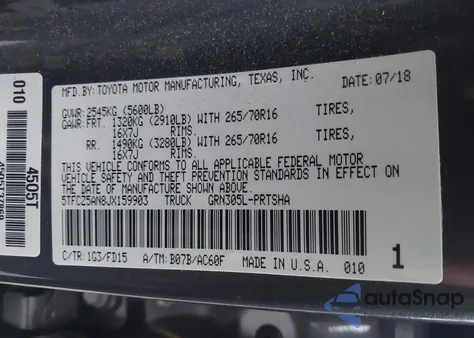 MFD.BY:TOYOTA MOTOR MANUFACTURING, TEXAS, INC. DATE:07/18
GVWR:2545KG (5600LB)
GAWR:FRT. 1320KG (2910LB) WITH 265/70R16 TIRES,
16X7J RIMS.
RR. 1490KG (3280LB) WITH 265/70R16 TIRES,
16X7J RIMS.
THIS VEHICLE CONFORMS TO ALL APPLICABLE FEDERAL MOTOR
VEHICLE SAFETY AND THEFT PREVENTION STANDARDS IN EFFECT
ON THE DATE OF MANUFACTURE SHOWN ABOVE.
5TFCZ5AN8JX159903 TRUCK GRN305L-PRTSHA
C/TR:1G3/FD15 A/TM:B07B/AC60F MADE IN U.S.A. 010 1
010
4505T
autoSnap